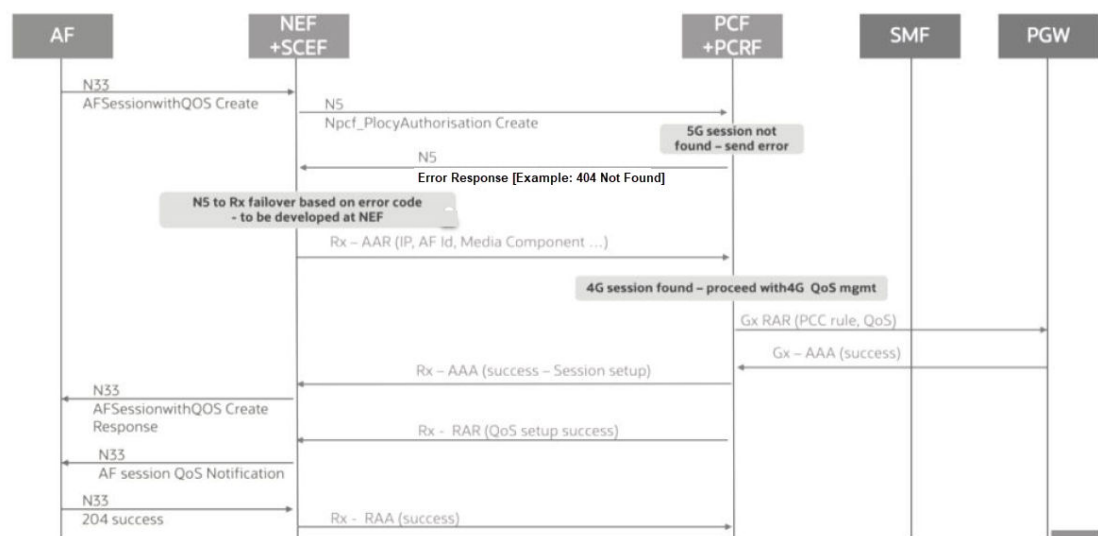 AF
NEF
+SCEF
PCF
+PCRF
SMF
PGW
N33
AFSessionwithQOS Create
N5
Npcf_PlocyAuthorisation Create
5G session not
found – send error
N5
Error Response [Example: 404 Not Found]
N5 to Rx failover based on error code
- to be developed at NEF
Rx – AAR (IP, AF Id, Media Component ...)
4G session found – proceed with4G QoS mgmt
Gx RAR (PCC rule, QoS)
Gx – AAA (success)
Rx – AAA (success – Session setup)
N33
AFSessionwithQOS Create
Response
Rx - RAR (QoS setup success)
N33
AF session QoS Notification
N33
204 success
Rx - RAA (success)